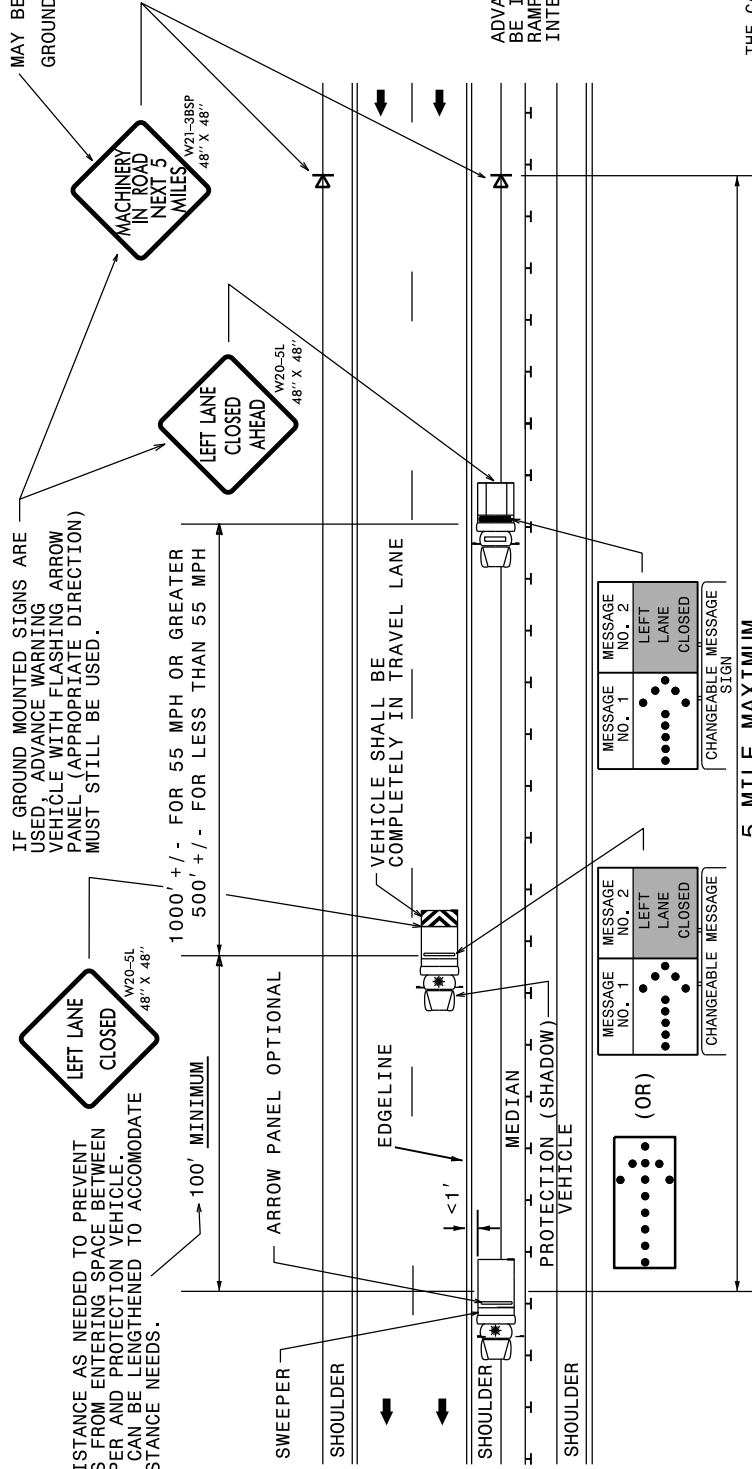 ISTANCE AS NEEDED TO PREVENT
S FROM ENTERING SPACE BETWEEN
PER AND PROTECTION VEHICLE.
CAN BE LENGTHENED TO ACCOMODATE
STANCE NEEDS.
LEFT LANE
CLOSED
W20-5L
48'' X 48''
IF GROUND MOUNTED SIGNS ARE
USED, ADVANCE WARNING
VEHICLE WITH FLASHING ARROW
PANEL (APPROPRIATE DIRECTION)
MUST STILL BE USED.
LEFT LANE
CLOSED
AHEAD
W20-5L
48'' X 48''
MACHINERY
IN ROAD
NEXT 5
MILES
W21-3BSP
48'' X 48''
MAY BE
GROUND
100' MINIMUM
1000' +/- FOR 55 MPH OR GREATER
500' +/- FOR LESS THAN 55 MPH
SWEEPER
ARROW PANEL OPTIONAL
SHOULDER
EDGELINE
VEHICLE SHALL BE
COMPLETELY IN TRAVEL LANE
<1'
SHOULDER
MEDIAN
PROTECTION (SHADOW)
VEHICLE
SHOULDER
ADVA
BE I
RAMP
INTE
(OR)
MESSAGE
NO. 1
MESSAGE
NO. 2
LEFT
LANE
CLOSED
CHANGEABLE MESSAGE
MESSAGE
NO. 1
MESSAGE
NO. 2
LEFT
LANE
CLOSED
CHANGEABLE MESSAGE
SIGN
5 MILE MAXIMUM